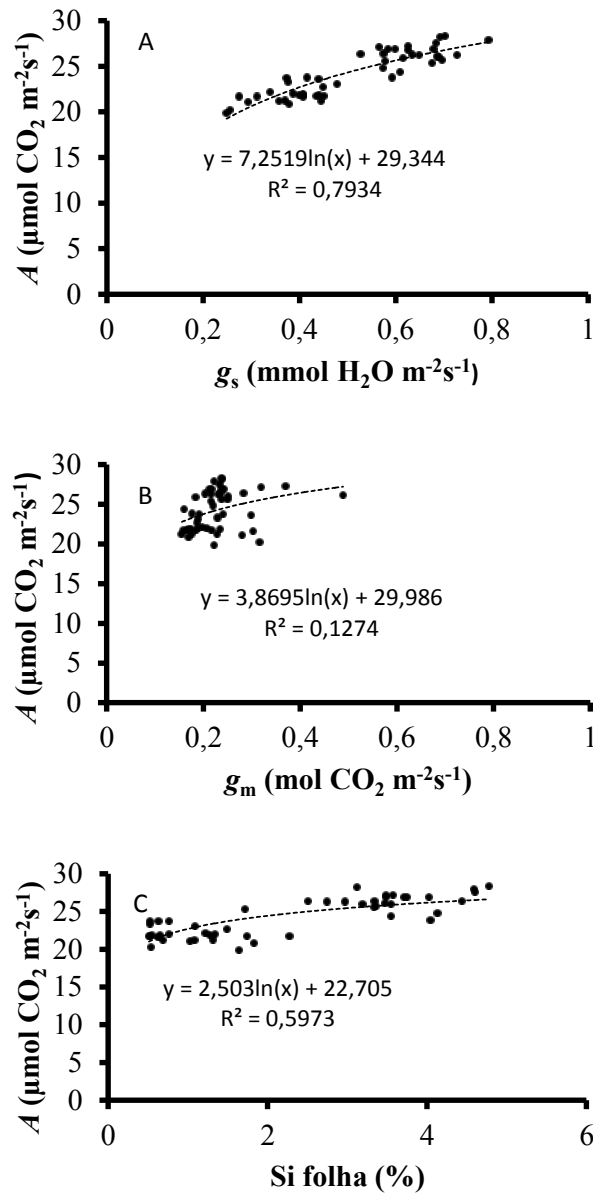 A
30
25
20
15
10
5
0
A (μmol CO₂ m⁻²s⁻¹)
y = 7,2519ln(x) + 29,344
R² = 0,7934
0 0,2 0,4 0,6 0,8 1
gₛ (mmol H₂O m⁻²s⁻¹)
B
30
25
20
15
10
5
0
A (μmol CO₂ m⁻²s⁻¹)
y = 3,8695ln(x) + 29,986
R² = 0,1274
0 0,2 0,4 0,6 0,8 1
gₘ (mol CO₂ m⁻²s⁻¹)
C
30
25
20
15
10
5
0
A (μmol CO₂ m⁻²s⁻¹)
y = 2,503ln(x) + 22,705
R² = 0,5973
0 2 4 6
Si folha (%)